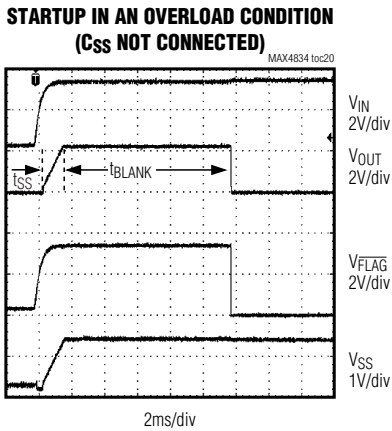 STARTUP IN AN OVERLOAD CONDITION
(CSS NOT CONNECTED)
MAX4834 toc20
VIN
2V/div
VOUT
2V/div
tSS
tBLANK
VFLAG
2V/div
VSS
1V/div
2ms/div